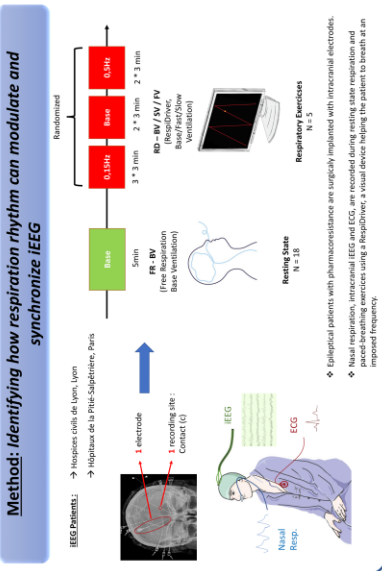 Method: Identifying how respiration rhythm can modulate and
synchronize iEEG
iEEG Patients :
→ Hospices civils de Lyon, Lyon
→ Hôpitaux de la Pitié-Salpêtrière, Paris
1 electrode
1 recording site :
Contact (c)
Randomized
Base
0,15Hz
Base
0,5Hz
5min
3 * 3 min
2 * 3 min
2 * 3 min
FR - BV
(Free Respiration
Base Ventilation)
RD – BV / SV / FV
(RespiDriver,
Base/Fast/Slow
Ventilation)
Resting State
N = 18
Respiratory Exercicses
N = 5
iEEG
ECG
Nasal
Resp.
❖ Epileptical patients with pharmacoresistance are surgicaly implanted with intracranial electrodes.
❖ Nasal respiration, intracranial iEEG and ECG, are recorded during resting state respiration and
paced-breathing exercices using a RespiDriver, a visual device helping the patient to breath at an
imposed frequency.